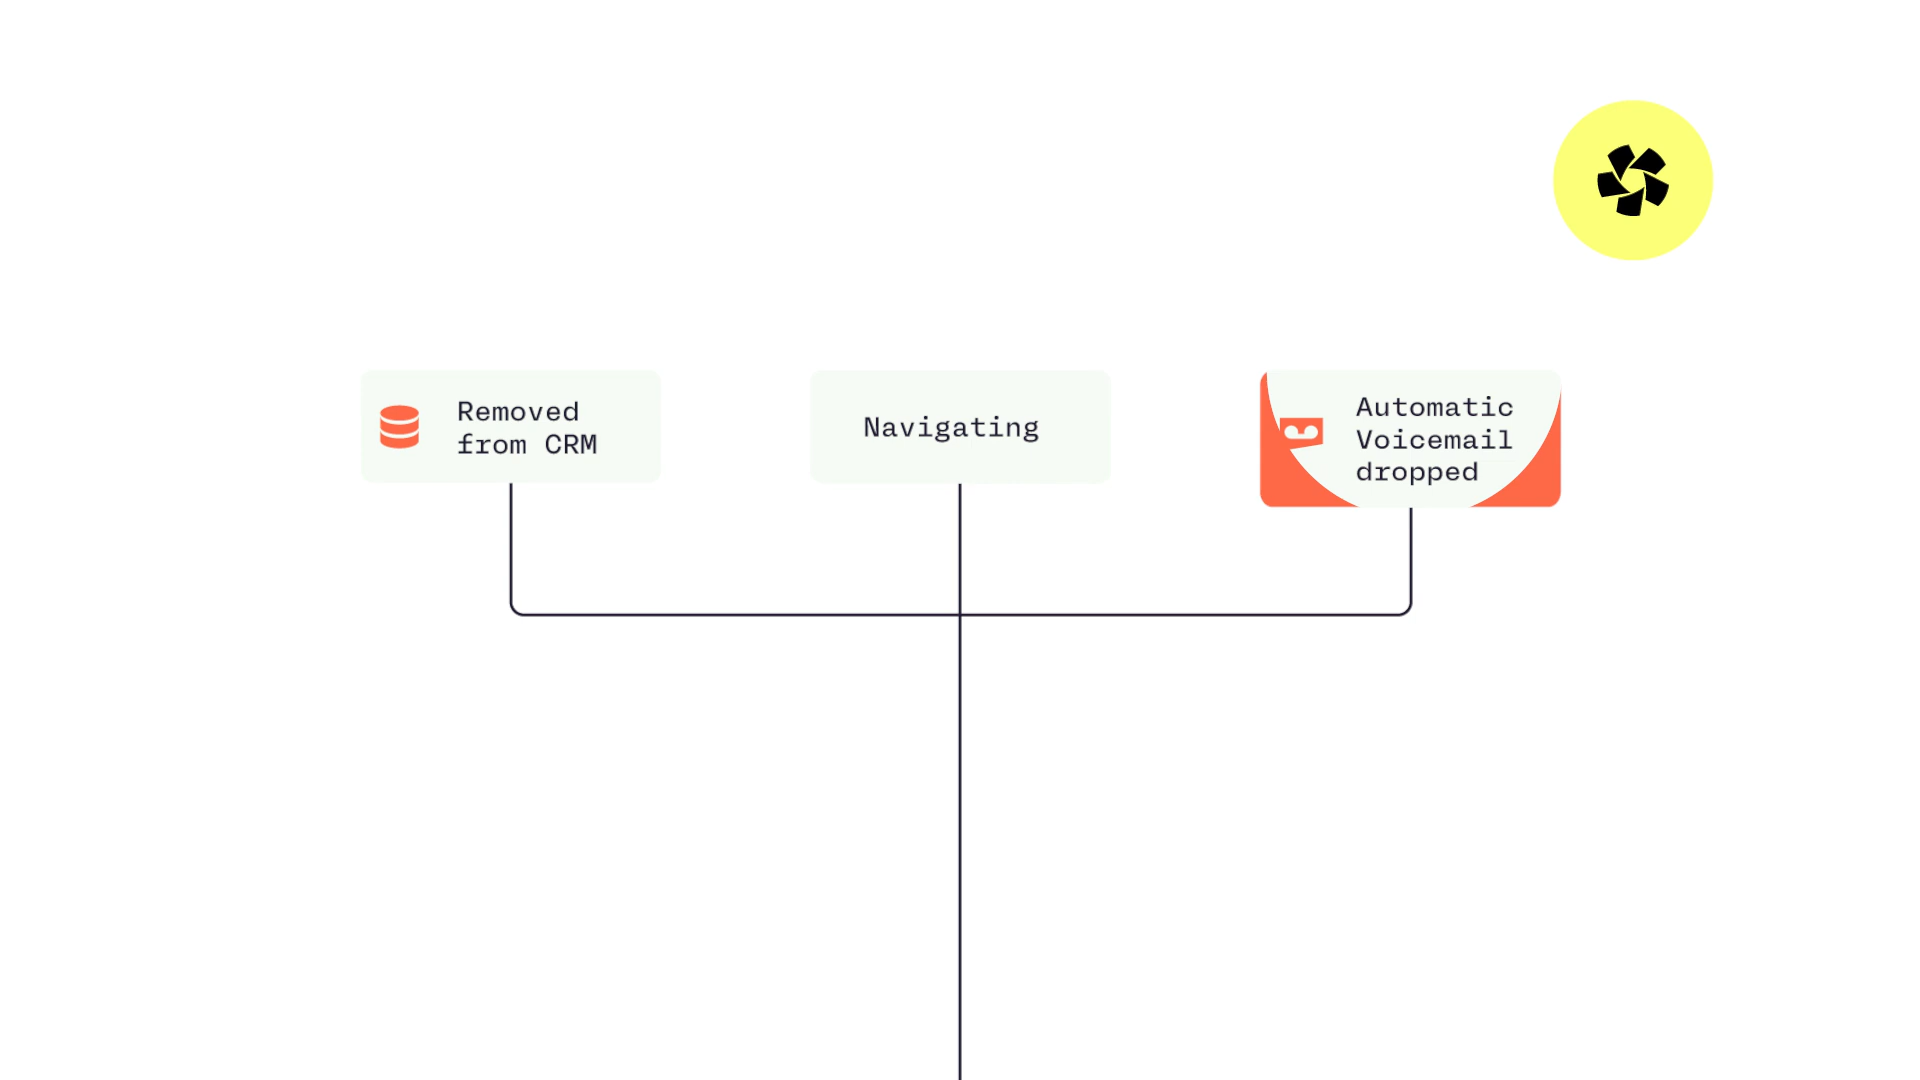 Removed
from CRM
Navigating
Automatic
Voicemail
dropped